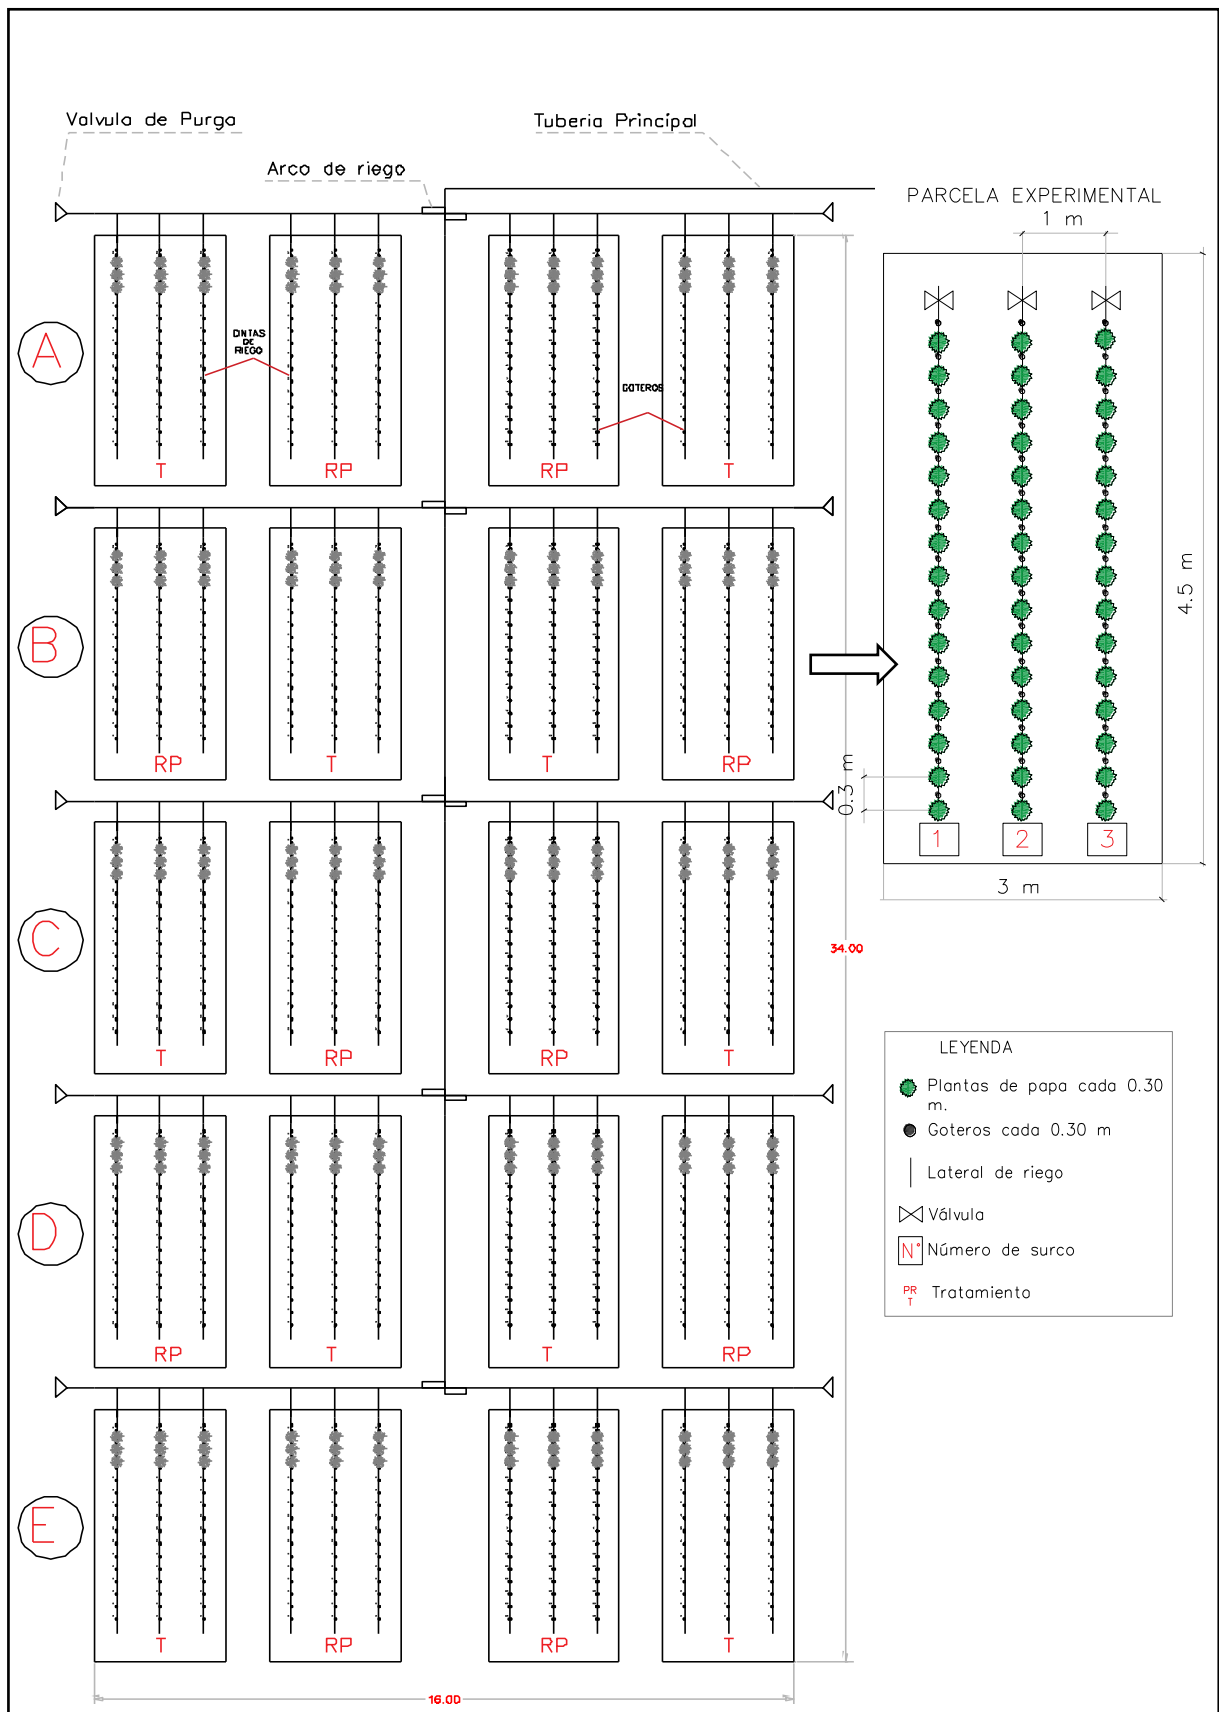 Valvula de Purga
Tuberia Principal
Arco de riego
PARCELA EXPERIMENTAL
1 m
A
CINTAS
DE
RIEGO
GOTEROS
T
RP
RP
T
B
RP
T
T
RP
4.5 m
0.3 m
1
2
3
3 m
C
T
RP
RP
T
34.00
LEYENDA
Plantas de papa cada 0.30
m.
Goteros cada 0.30 m
Lateral de riego
Válvula
N° Número de surco
PR
T
Tratamiento
D
RP
T
T
RP
E
T
RP
RP
T
16.00